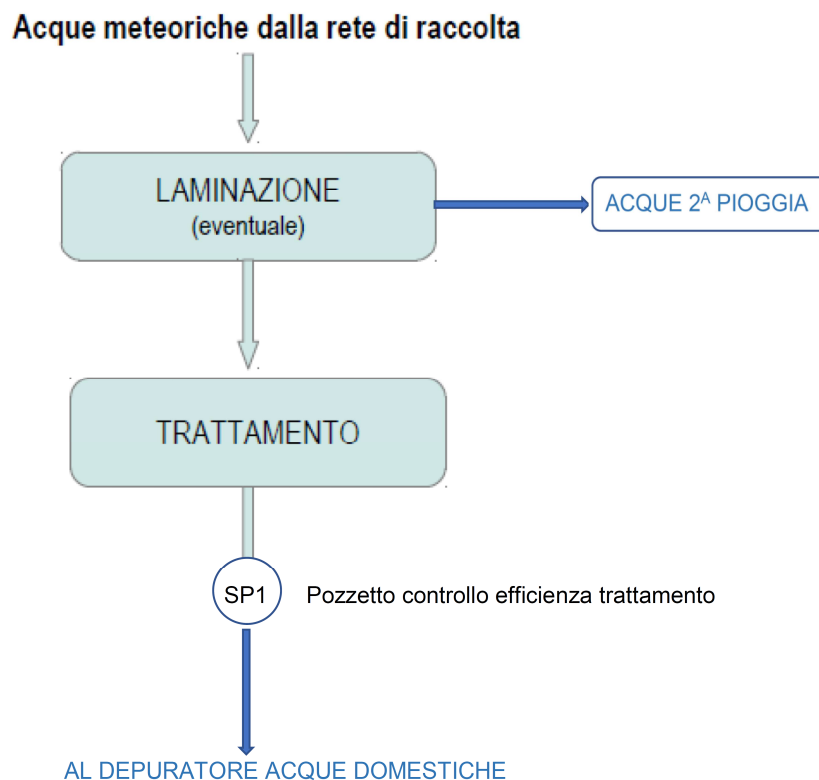 Acque meteoriche dalla rete di raccolta
LAMINAZIONE
(eventuale)
ACQUE 2ᴬ PIOGGIA
TRATTAMENTO
SP1
Pozzetto controllo efficienza trattamento
AL DEPURATORE ACQUE DOMESTICHE